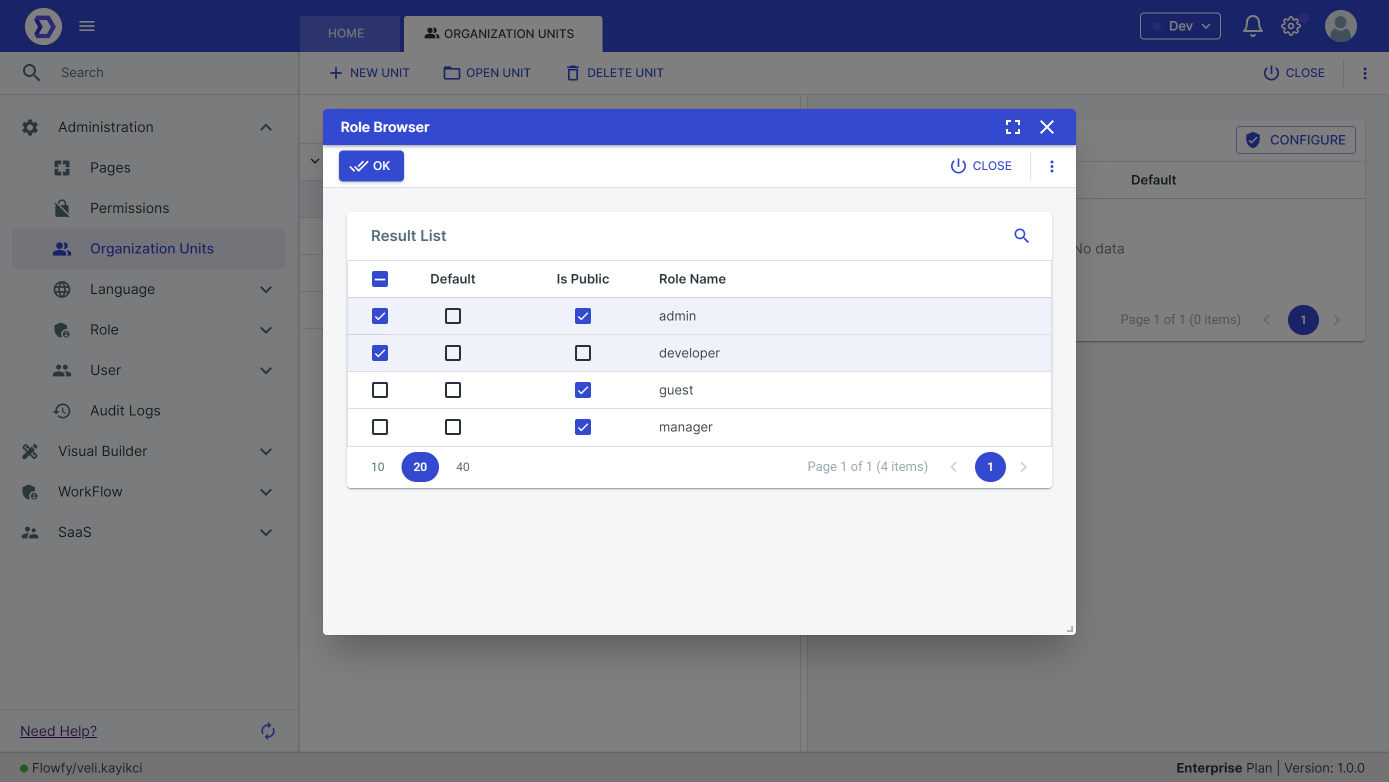 HOME
ORGANIZATION UNITS
Dev
Search
NEW UNIT
OPEN UNIT
DELETE UNIT
CLOSE
Administration
Pages
Permissions
Organization Units
Language
Role
User
Audit Logs
Visual Builder
WorkFlow
SaaS
Need Help?
Role Browser
OK
CLOSE
Result List
Default Is Public Role Name
admin
developer
guest
manager
10 20 40
Page 1 of 1 (4 items) 1
CONFIGURE
Default
No data
Page 1 of 1 (0 items) 1
Flowfy/veli.kayikci
Enterprise Plan | Version: 1.0.0